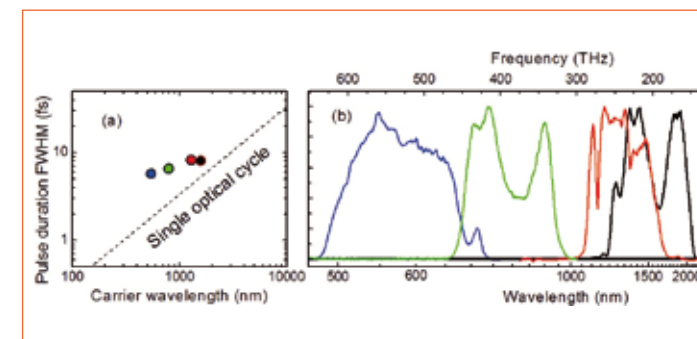 Frequency (THz)
600 500 400 300 200
(a)
(b)
Pulse duration FWHM (fs)
10
1
Single optical cycle
100 1000 10000
500 600 1000 1500 2000
Carrier wavelength (nm)
Wavelength (nm)